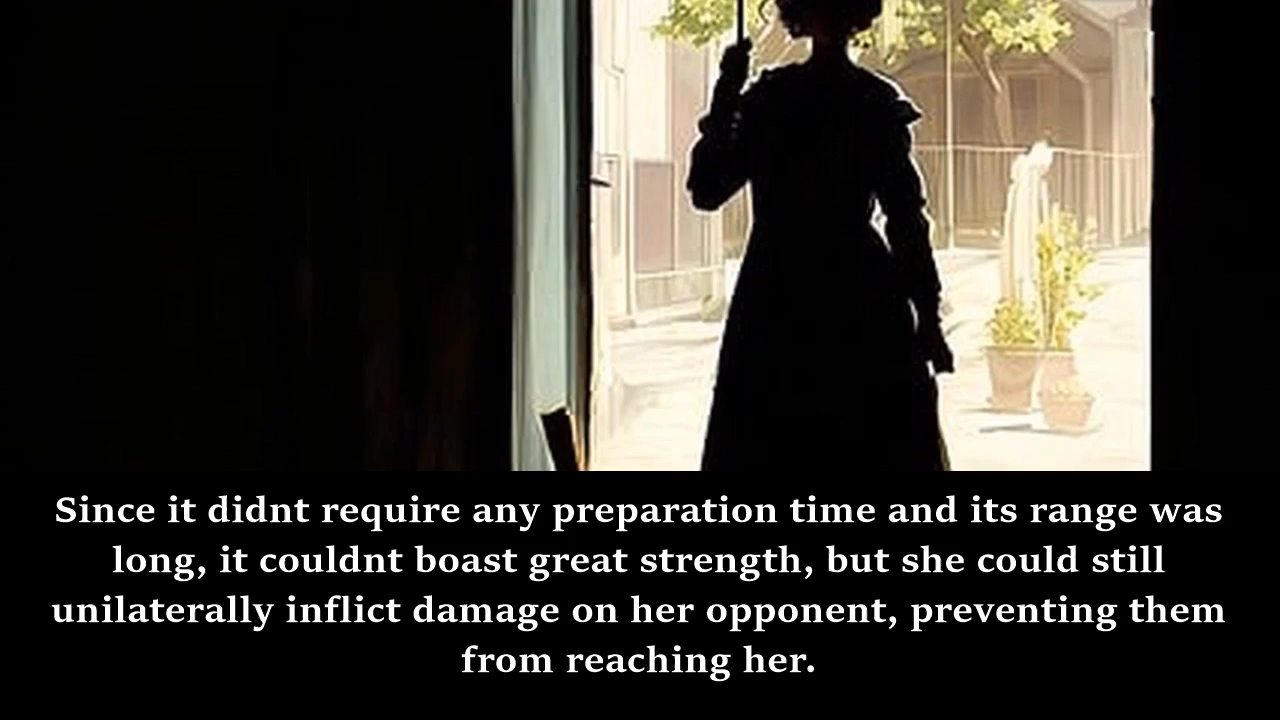 Since it didnt require any preparation time and its range was
long, it couldnt boast great strength, but she could still
unilaterally inflict damage on her opponent, preventing them
from reaching her.